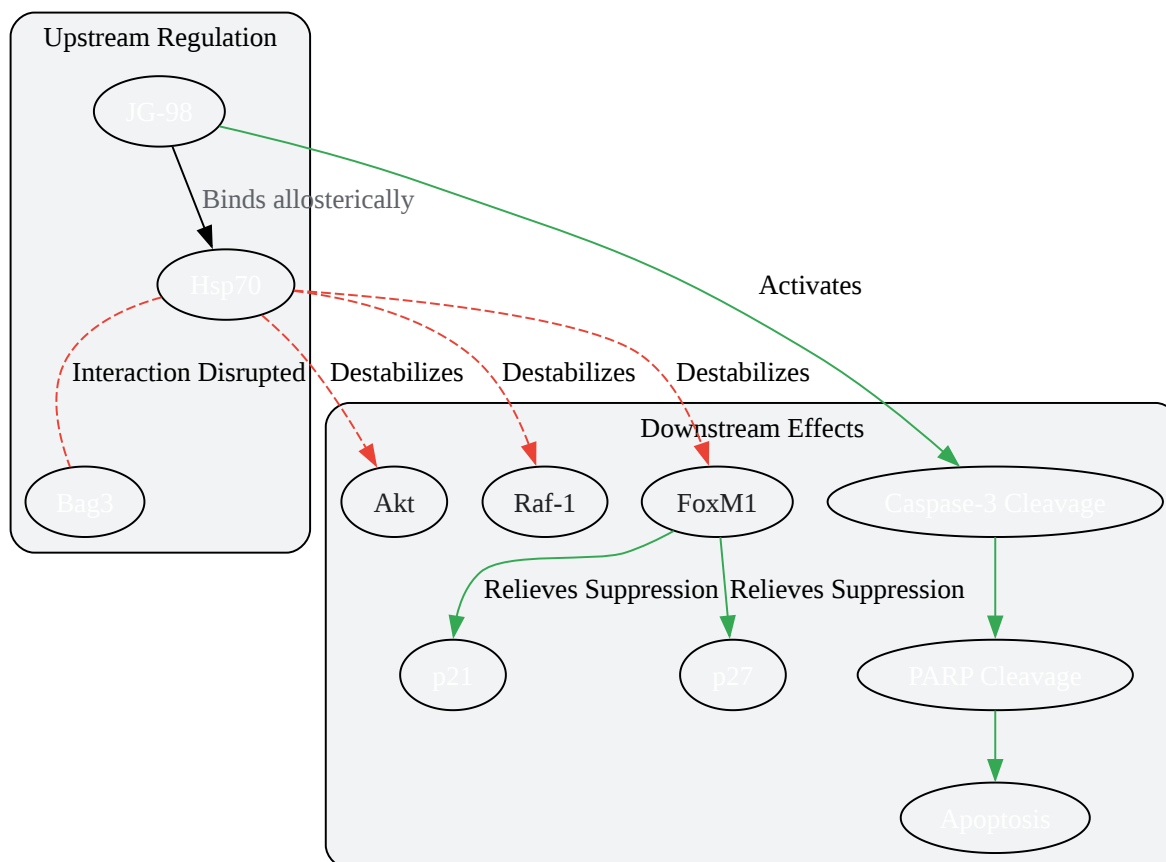 Upstream Regulation
JG-98
Binds allosterically
Hsp70
Activates
Interaction Disrupted
Destabilizes
Destabilizes
Destabilizes
Downstream Effects
Bag3
Akt
Raf-1
FoxM1
Caspase-3 Cleavage
Relieves Suppression
Relieves Suppression
p21
p27
PARP Cleavage
Apoptosis